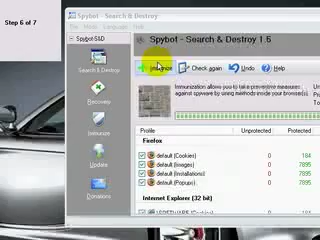 Step 6 of 7
Spybot - Search & Destroy
File Mode Language Help
Spybot-S&D
Spybot - Search & Destroy 1.5
Immunize Check again Undo Help
Search & Destroy
Recovery
Immunize
Update
Donations
Immunization allows you to take preventive measures
against spyware by using methods inside your browser(s).
Profile Unprotected Protected
Firefox
default (Cookies) 0 184
default (Images) 0 7895
default (Installations) 0 7895
default (Popups) 0 7895
Internet Explorer (32 bit)